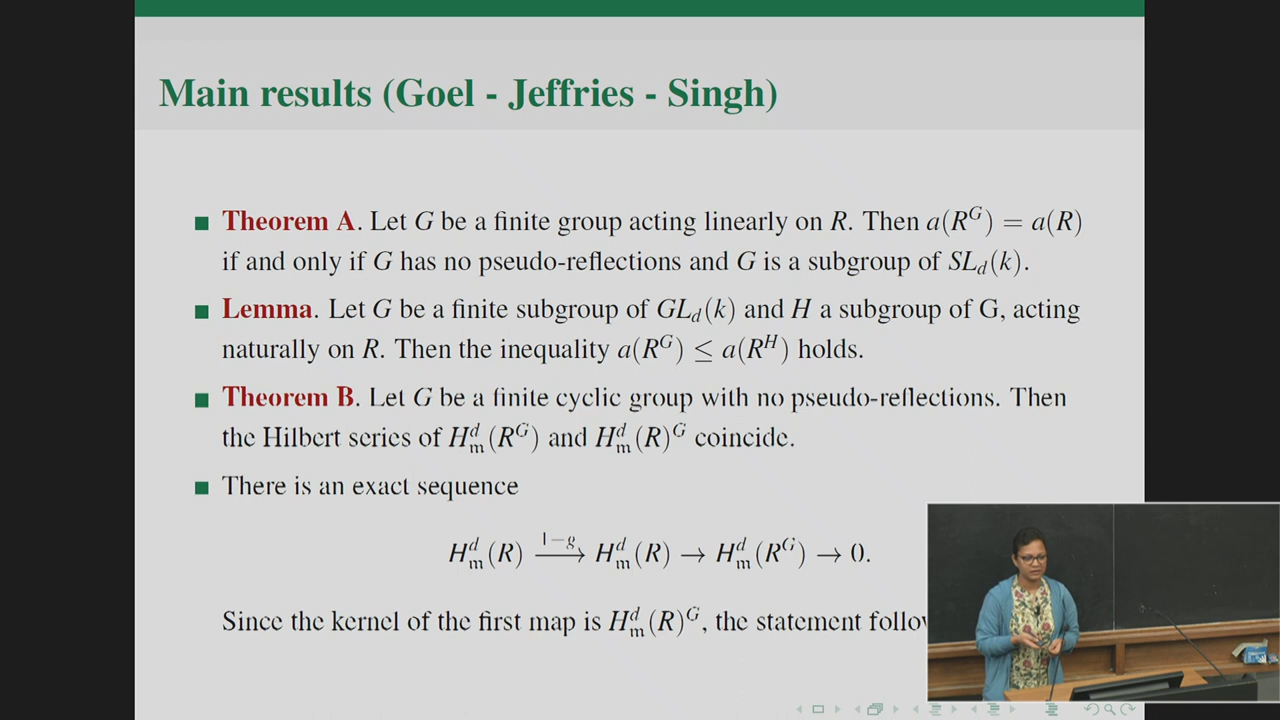 Main results (Goel - Jeffries - Singh)
Theorem A. Let G be a finite group acting linearly on R. Then a(R^G) = a(R)
if and only if G has no pseudo-reflections and G is a subgroup of SL_d(k).
Lemma. Let G be a finite subgroup of GL_d(k) and H a subgroup of G, acting
naturally on R. Then the inequality a(R^G) ≤ a(R^H) holds.
Theorem B. Let G be a finite cyclic group with no pseudo-reflections. Then
the Hilbert series of H^d_𝔪(R^G) and H^d_𝔪(R)^G coincide.
There is an exact sequence
H^d_𝔪(R) \xrightarrow{1-g} H^d_𝔪(R) → H^d_𝔪(R^G) → 0.
Since the kernel of the first map is H^d_𝔪(R)^G, the statement